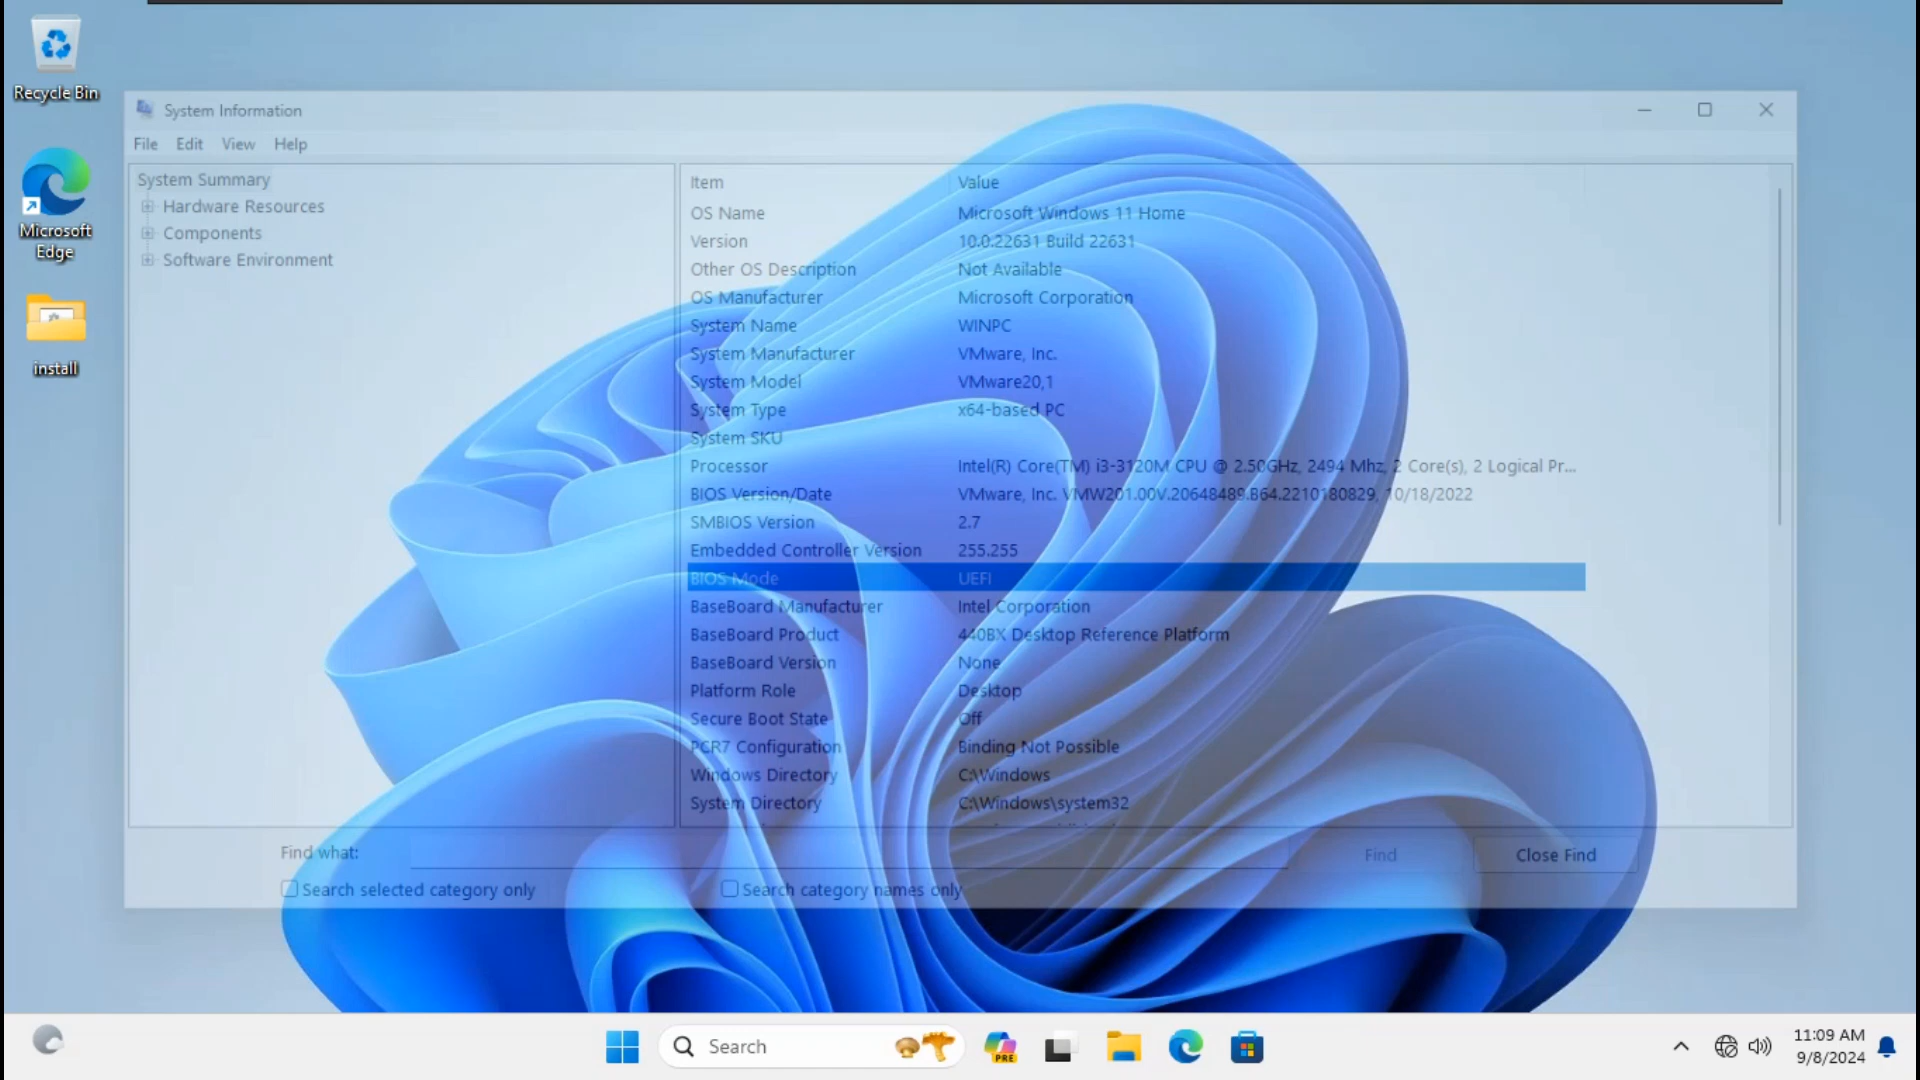 Recycle Bin
Microsoft
Edge
install
System Information
File Edit View Help
System Summary
Hardware Resources
Components
Software Environment
Item Value
OS Name Microsoft Windows 11 Home
Version 10.0.22631 Build 22631
Other OS Description Not Available
OS Manufacturer Microsoft Corporation
System Name WINPC
System Manufacturer VMware, Inc.
System Model VMware20,1
System Type x64-based PC
System SKU
Processor Intel(R) Core(TM) i3-3120M CPU @ 2.50GHz, 2494 Mhz, 2 Core(s), 2 Logical Pr...
BIOS Version/Date VMware, Inc. VMW201.00V.20648489.B64.2210180829, 10/18/2022
SMBIOS Version 2.7
Embedded Controller Version 255.255
BIOS Mode UEFI
BaseBoard Manufacturer Intel Corporation
BaseBoard Product 440BX Desktop Reference Platform
BaseBoard Version None
Platform Role Desktop
Secure Boot State Off
PCR7 Configuration Binding Not Possible
Windows Directory C:\Windows
System Directory C:\Windows\system32
Find what: Find Close Find
Search selected category only Search category names only
Search
PRE
11:09 AM
9/8/2024